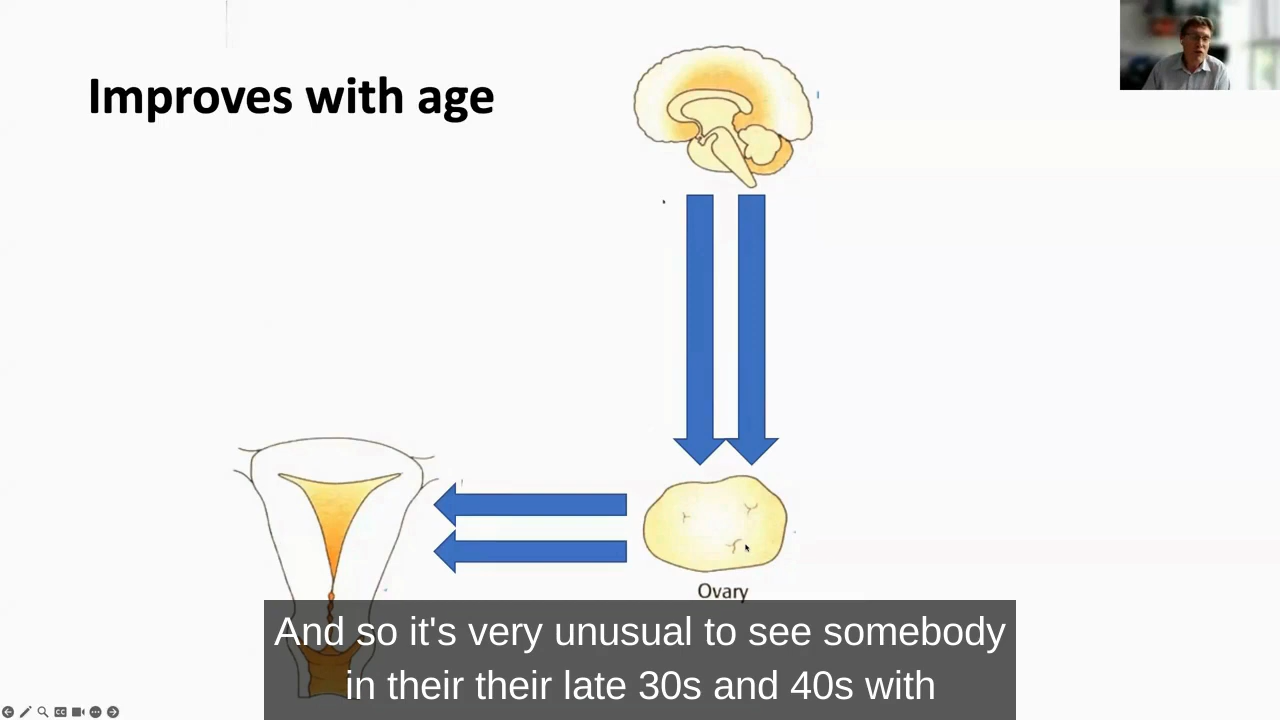 Improves with age
Ovary
And so it's very unusual to see somebody
in their their late 30s and 40s with